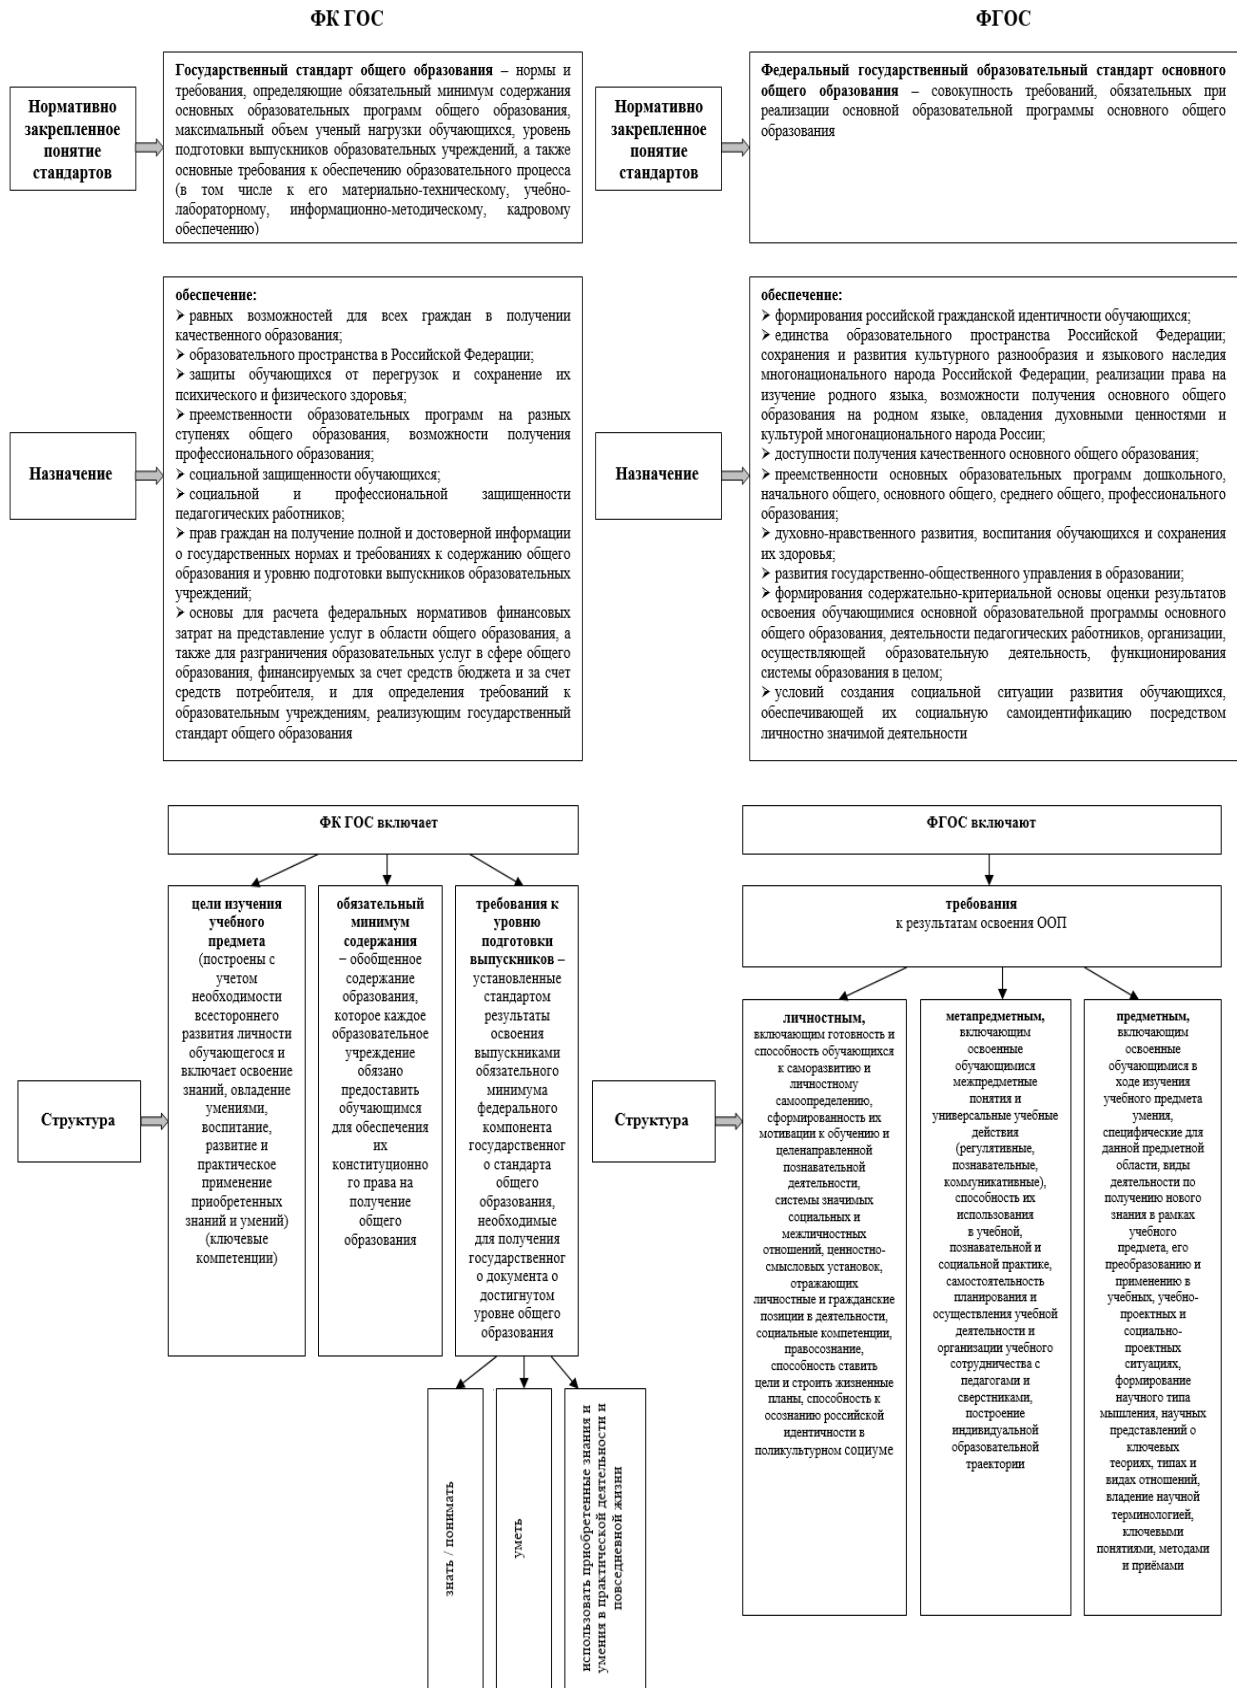 ФК ГОС
ФГОС
Нормативно
закрепленное
понятие
стандартов
Государственный стандарт общего образования – нормы и
требования, определяющие обязательный минимум содержания
основных образовательных программ общего образования,
максимальный объем ученый нагрузки обучающихся, уровень
подготовки выпускников образовательных учреждений, а также
основные требования к обеспечению образовательного процесса
(в том числе к его материально-техническому, учебно-
лабораторному, информационно-методическому, кадровому
обеспечению)
Нормативно
закрепленное
понятие
стандартов
Федеральный государственный образовательный стандарт основного
общего образования – совокупность требований, обязательных при
реализации основной образовательной программы основного общего
образования
Назначение
обеспечение:
➢ равных возможностей для всех граждан в получении
качественного образования;
➢ образовательного пространства в Российской Федерации;
➢ защиты обучающихся от перегрузок и сохранение их
психического и физического здоровья;
➢ преемственности образовательных программ на разных
ступенях общего образования, возможности получения
профессионального образования;
➢ социальной защищенности обучающихся;
➢ социальной и профессиональной защищенности
педагогических работников;
➢ прав граждан на получение полной и достоверной информации
о государственных нормах и требованиях к содержанию общего
образования и уровню подготовки выпускников образовательных
учреждений;
➢ основы для расчета федеральных нормативов финансовых
затрат на представление услуг в области общего образования, а
также для разграничения образовательных услуг в сфере общего
образования, финансируемых за счет средств бюджета и за счет
средств потребителя, и для определения требований к
образовательным учреждениям, реализующим государственный
стандарт общего образования
Назначение
обеспечение:
➢ формирования российской гражданской идентичности обучающихся;
➢ единства образовательного пространства Российской Федерации;
сохранения и развития культурного разнообразия и языкового наследия
многонационального народа Российской Федерации, реализации права на
изучение родного языка, возможности получения основного общего
образования на родном языке, овладения духовными ценностями и
культурой многонационального народа России;
➢ доступности получения качественного основного общего образования;
➢ преемственности основных образовательных программ дошкольного,
начального общего, основного общего, среднего общего, профессионального
образования;
➢ духовно-нравственного развития, воспитания обучающихся и сохранения
их здоровья;
➢ развития государственно-общественного управления в образовании;
➢ формирования содержательно-критериальной основы оценки результатов
освоения обучающимися основной образовательной программы основного
общего образования, деятельности педагогических работников, организации,
осуществляющей образовательную деятельность, функционирования
системы образования в целом;
➢ условий создания социальной ситуации развития обучающихся,
обеспечивающей их социальную самоидентификацию посредством
личностно значимой деятельности
Структура
ФК ГОС включает
цели изучения
учебного
предмета
(построены с
учетом
необходимости
всестороннего
развития личности
обучающегося и
включает освоение
знаний, овладение
умениями,
воспитание,
развитие и
практическое
применение
приобретенных
знаний и умений)
(ключевые
компетенции)
обязательный
минимум
содержания
– обобщенное
содержание
образования,
которое каждое
образовательное
учреждение
обязано
предоставить
обучающимся
для обеспечения
их
конституционно
го права на
получение
общего
образования
требования к
уровню
подготовки
выпускников –
установленные
стандартом
результаты
освоения
выпускниками
обязательного
минимума
федерального
компонента
государственног
о стандарта
общего
образования,
необходимые
для получения
государственног
о документа о
достигнутом
уровне общего
образования
знать / понимать
уметь
использовать приобретенные знания и
умения в практической деятельности и
повседневной жизни
Структура
ФГОС включают
требования
к результатам освоения ООП
личностным,
включающим готовность и
способность обучающихся
к саморазвитию и
личностному
самоопределению,
сформированность их
мотивации к обучению и
целенаправленной
познавательной
деятельности,
системы значимых
социальных и
межличностных
отношений, ценностно-
смысловых установок,
отражающих
личностные и гражданские
позиции в деятельности,
социальные компетенции,
правосознание,
способность ставить
цели и строить жизненные
планы, способность к
осознанию российской
идентичности в
поликультурном социуме
метапредметным,
включающим
освоенные
обучающимися
межпредметные
понятия и
универсальные учебные
действия
(регулятивные,
познавательные,
коммуникативные),
способность их
использования
в учебной,
познавательной и
социальной практике,
самостоятельность
планирования и
осуществления учебной
деятельности и
организации учебного
сотрудничества с
педагогами и
сверстниками,
построение
индивидуальной
образовательной
траектории
предметным,
включающим
освоенные
обучающимися в
ходе изучения
учебного предмета
умения,
специфические для
данной предметной
области, виды
деятельности по
получению нового
знания в рамках
учебного
предмета, его
преобразованию и
применению в
учебных, учебно-
проектных и
социально-
проектных
ситуациях,
формирование
научного типа
мышления, научных
представлений о
ключевых
теориях, типах и
видах отношений,
владение научной
терминологией,
ключевыми
понятиями, методами
и приёмами